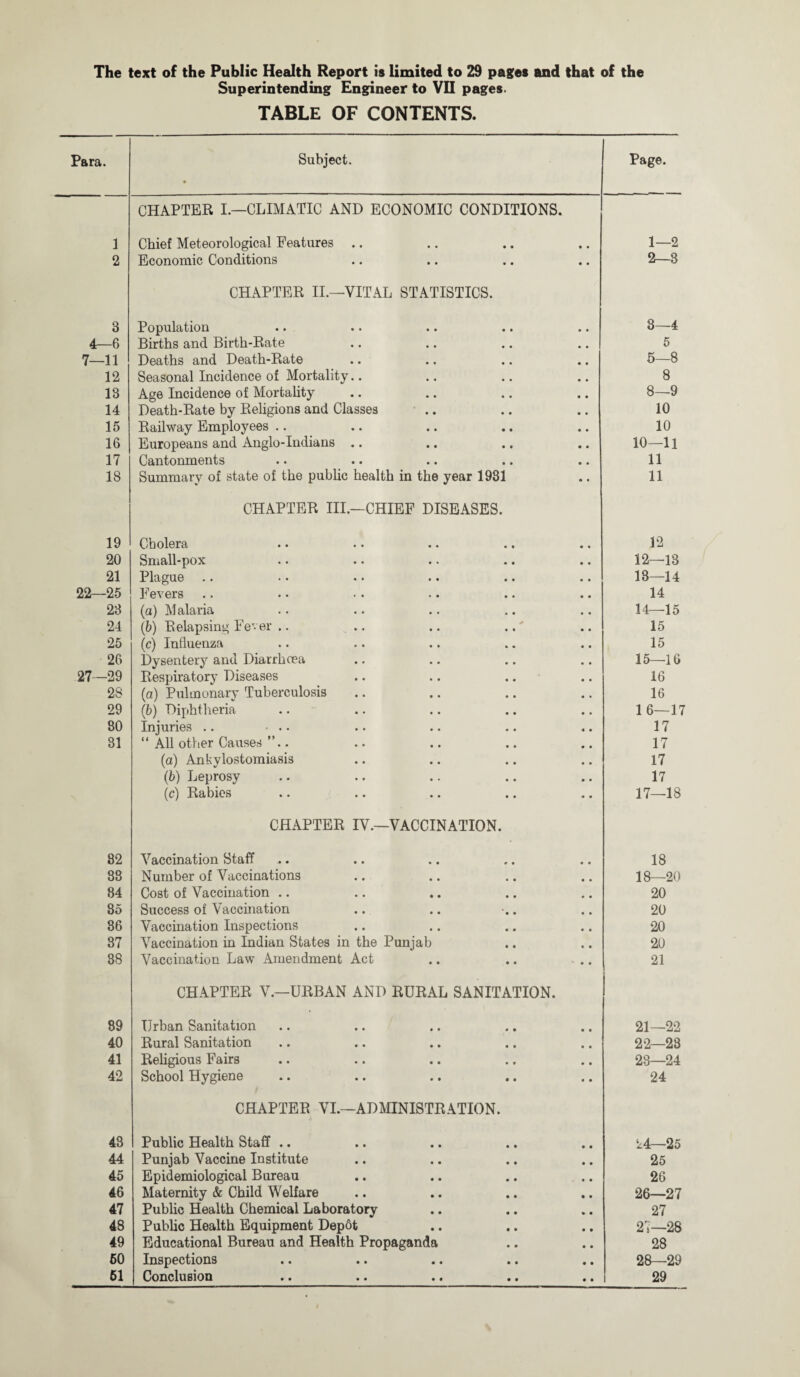 The text of the Public Health Report is limited to 29 pages and that of the
Superintending Engineer to VII pages.
TABLE OF CONTENTS.
Para. Subject. Page.
CHAPTER I.—CLIMATIC AND ECONOMIC CONDITIONS.
1 Chief Meteorological Features .. .. .. .. 1—2
2 Economic Conditions .. .. .. .. 2—3
CHAPTER II.—VITAL STATISTICS.
3 Population .. .. .. .. .. 3—4
4—6 Births and Birth-Rate .. .. .. .. 5
7—11 Deaths and Death-Rate .. .. .. .. 5—8
12 Seasonal Incidence of Mortality.. .. .. .. 8
13 Age Incidence of Mortality .. .. .. .. 8—9
14 Death-Rate by Religions and Classes .. .. .. 10
15 Railway Employees .. .. .. .. .. 10
16 Europeans and Anglo-Indians .. .. .. .. 10—11
17 Cantonments .. .. .. .. .. 11
18 Summary of state of the public health in the year 1931 .. 11
CHAPTER III.—CHIEF DISEASES.
19 Cholera .. .. .. .. .. 12
20 Small-pox .. .. .. .. .. 12—13
21 Plague .. .. .. .. .. .. 13—14
22—25 Fevers .. .. .. .. .. .. 14
23 (a) Malaria .. .. .. .. .. 14—15
24 (b) Relapsing Fever .. .. .. .. .. 15
25 (c) Influenza .. .. .. .. .. 15
26 Dysentery and Diarrhœa .. .. .. .. 15—16
27—29 Respiratory Diseases .. .. .. .. 16
28 (a) Pulmonary Tuberculosis .. .. .. .. 16
29 (b) Diphtheria .. .. .. .. .. 16—17
30 Injuries .. .. .. .. .. .. 17
31 “ All other Causes ”.. .. .. .. .. 17
(a) Ankylostomiasis .. .. .. .. 17
(b) Leprosy .. .. .. .. .. 17
(c) Rabies .. .. .. .. .. 17—18
CHAPTER IV.—VACCINATION.
32 Vaccination Staff .. .. .. .. .. 18
33 Number of Vaccinations .. .. .. .. 18—20
34 Cost of Vaccination .. .. .. .. .. 20
35 Success of Vaccination .. .. .. .. 20
36 Vaccination Inspections .. .. .. .. 20
37 Vaccination in Indian States in the Punjab .. .. 20
38 Vaccination Law Amendment Act .. .. .. 21
CHAPTER V.—URBAN AND RURAL SANITATION.
39 Urban Sanitation .. .. .. .. .. 21—22
40 Rural Sanitation .. .. .. .. .. 22—23
41 Religious Fairs .. .. .. .. .. 23—24
42 School Hygiene .. .. .. .. .. 24
CHAPTER VI.—ADMINISTRATION.
43 Public Health Staff .. .. .. .. .. 24—25
44 Punjab Vaccine Institute .. .. .. .. 25
45 Epidemiological Bureau .. .. .. .. 26
46 Maternity & Child Welfare .. .. .. .. 26—27
47 Public Health Chemical Laboratory .. .. .. 27
48 Public Health Equipment Depôt .. .. .. 27—28
49 Educational Bureau and Health Propaganda .. .. 28
50 Inspections .. .. .. .. .. 28—29
51 Conclusion .. .. .. .. .. 29